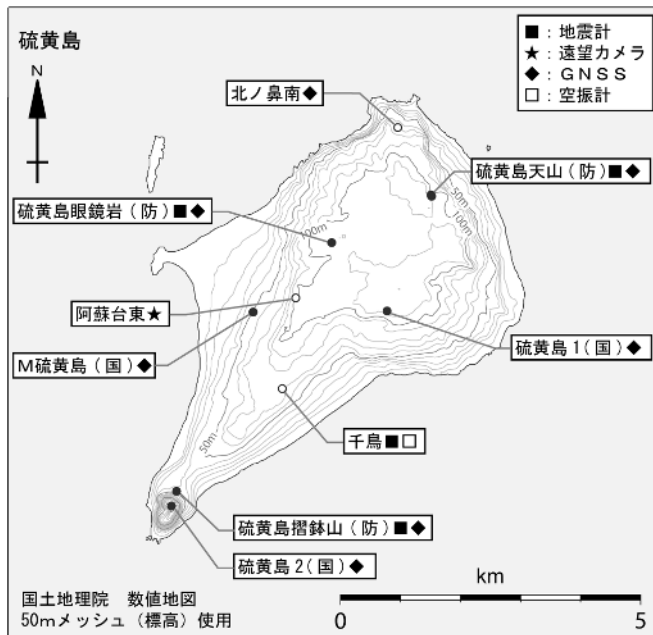 硫黄島
N
■：地震計
★：遠望カメラ
◆：ＧＮＳＳ
□：空振計
北ノ鼻南◆
硫黄島天山（防）■◆
50m
100m
硫黄島眼鏡岩（防）■◆
100m
阿蘇台東★
M硫黄島（国）◆
硫黄島1（国）◆
50m
千鳥■□
硫黄島摺鉢山（防）■◆
硫黄島2（国）◆
国土地理院　数値地図
50mメッシュ（標高）使用
km
0 5